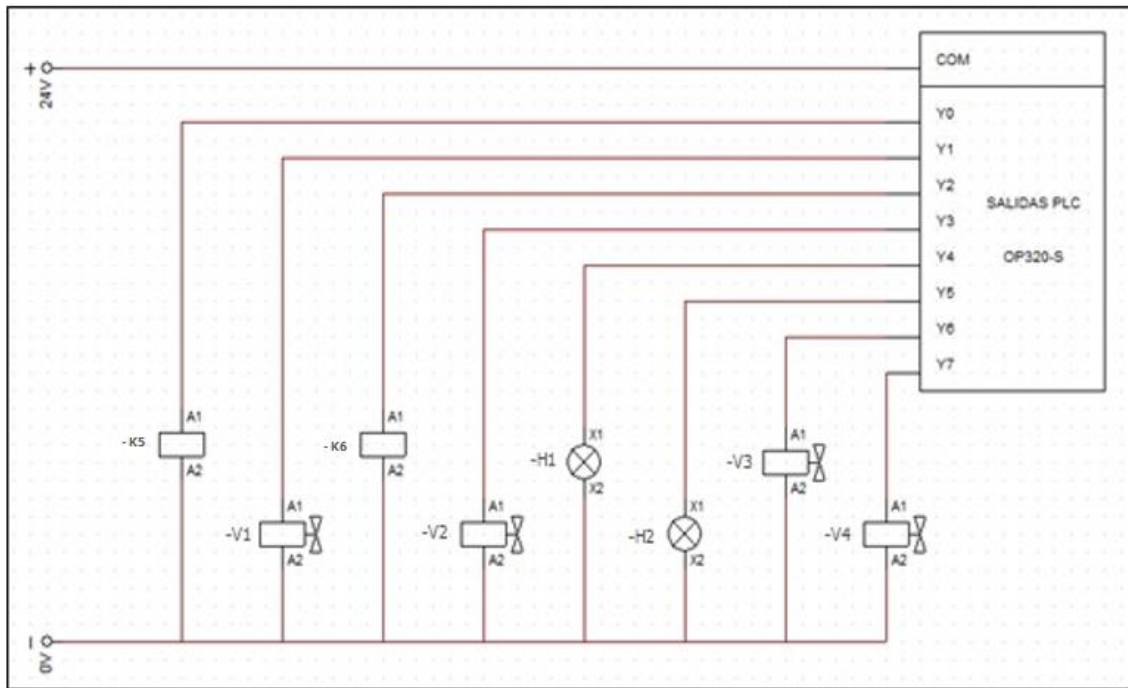 + 24V
COM
Y0
Y1
Y2
Y3
Y4
Y5
Y6
Y7
SALIDAS PLC
OP320-S
A1
-K5
A2
A1
-V1
A2
A1
-K6
A2
A1
-V2
A2
X1
-H1
X2
X1
-H2
X2
A1
-V3
A2
A1
-V4
A2
- 0V